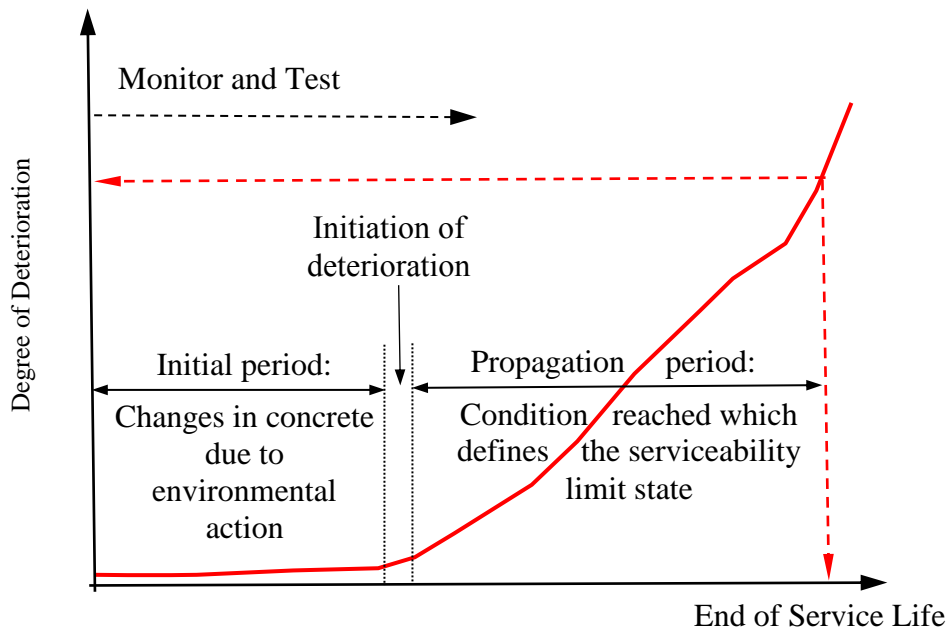 Monitor and Test
Degree of Deterioration
Initiation of
deterioration
Initial period:
Changes in concrete
due to
environmental
action
Propagation period:
Condition reached which
defines the serviceability
limit state
End of Service Life